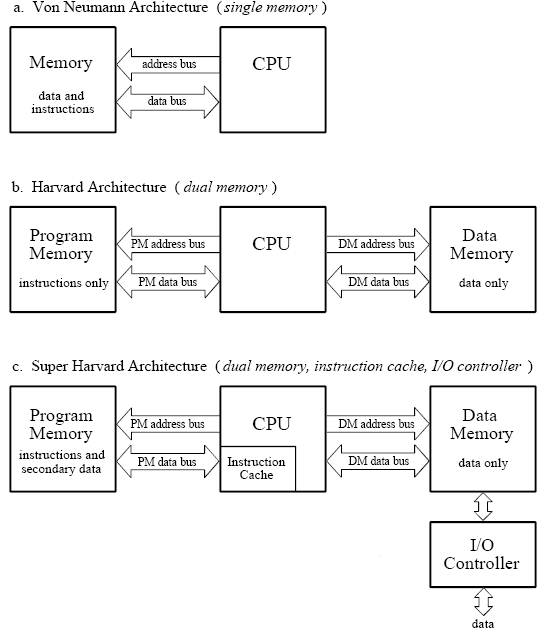 a. Von Neumann Architecture (single memory)
Memory
data and
instructions
address bus
data bus
CPU
b. Harvard Architecture (dual memory)
Program
Memory
instructions only
PM address bus
PM data bus
CPU
DM address bus
DM data bus
Data
Memory
data only
c. Super Harvard Architecture (dual memory, instruction cache, I/O controller)
Program
Memory
instructions and
secondary data
PM address bus
PM data bus
CPU
Instruction
Cache
DM address bus
DM data bus
Data
Memory
data only
I/O
Controller
data